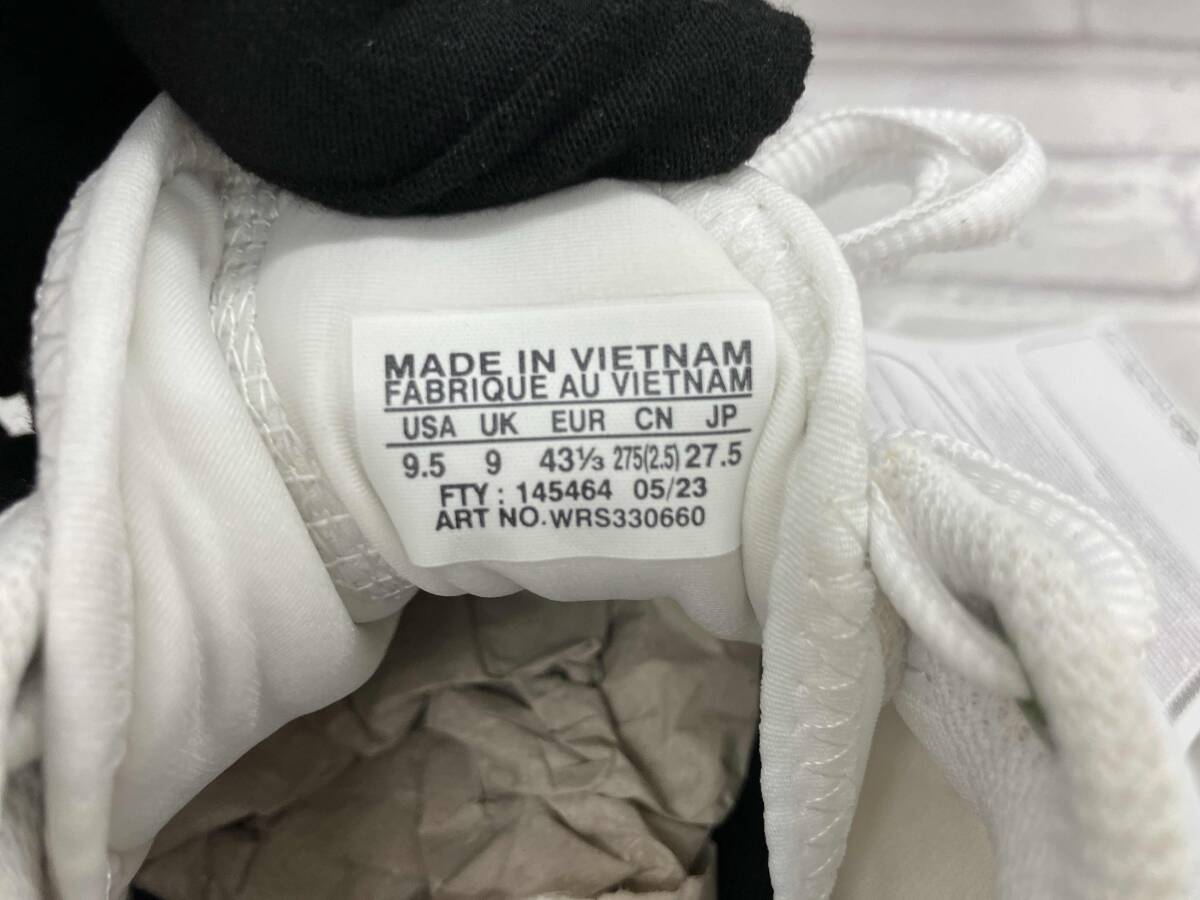 MADE IN VIETNAM
FABRIQUE AU VIETNAM
USA UK EUR CN JP
9.5 9 43⅓ 275(2.5) 27.5
FTY : 145464 05/23
ART NO. WRS330660